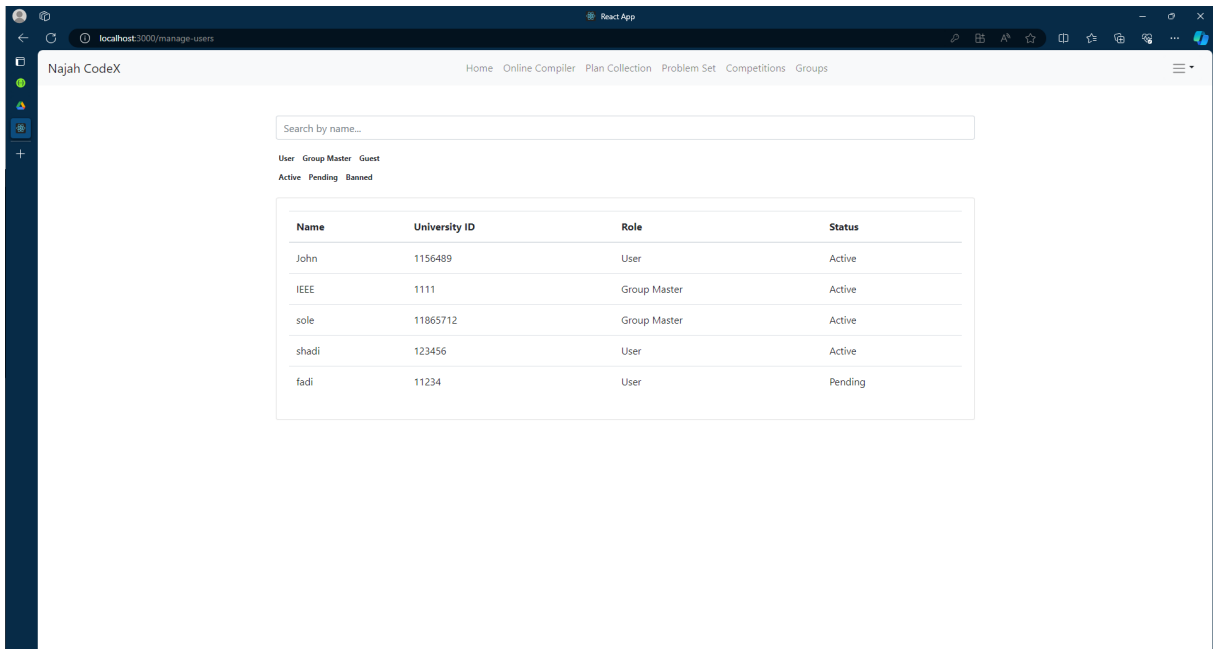 React App
localhost:3000/manage-users
Najah CodeX
Home Online Compiler Plan Collection Problem Set Competitions Groups
Search by name...
User Group Master Guest
Active Pending Banned
Name University ID Role Status
John 1156489 User Active
IEEE 1111 Group Master Active
sole 11865712 Group Master Active
shadi 123456 User Active
fadi 11234 User Pending